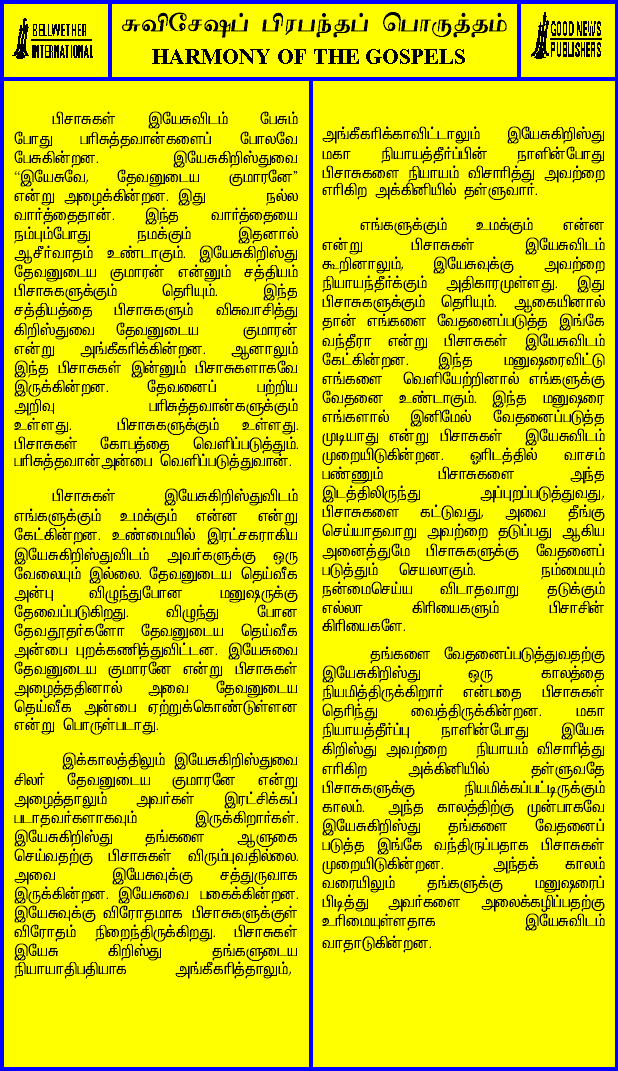 BELLWETHER
INTERNATIONAL
சுவிசேஷப் பிரபந்தப் பொருத்தம்
HARMONY OF THE GOSPELS
GOOD NEWS
PUBLISHERS
பிசாசுகள் இயேசுவிடம் பேசும்
போது பரிசுத்தவான்களைப் போலவே
பேசுகின்றன. இயேசுகிறிஸ்துவை
“இயேசுவே, தேவனுடைய குமாரனே”
என்று அழைக்கின்றன. இது நல்ல
வார்த்தைதான். இந்த வார்த்தையை
நம்பும்போது நமக்கும் இதனால்
ஆசீர்வாதம் உண்டாகும். இயேசுகிறிஸ்து
தேவனுடைய குமாரன் என்னும் சத்தியம்
பிசாசுகளுக்கும் தெரியும். இந்த
சத்தியத்தை பிசாசுகளும் விசுவாசித்து
கிறிஸ்துவை தேவனுடைய குமாரன்
என்று அங்கீகரிக்கின்றன. ஆனாலும்
இந்த பிசாசுகள் இன்னும் பிசாசுகளாகவே
இருக்கின்றன. தேவனைப் பற்றிய
அறிவு பரிசுத்தவான்களுக்கும்
உள்ளது. பிசாசுகளுக்கும் உள்ளது.
பிசாசுகள் கோபத்தை வெளிப்படுத்தும்.
பரிசுத்தவான்அன்பை வெளிப்படுத்துவான்.
பிசாசுகள் இயேசுகிறிஸ்துவிடம்
எங்களுக்கும் உமக்கும் என்ன என்று
கேட்கின்றன. உண்மையில் இரட்சகராகிய
இயேசுகிறிஸ்துவிடம் அவர்களுக்கு ஒரு
வேலையும் இல்லை. தேவனுடைய தெய்வீக
அன்பு விழுந்துபோன மனுஷருக்கு
தேவைப்படுகிறது. விழுந்து போன
தேவதூதர்களோ தேவனுடைய தெய்வீக
அன்பை புறக்கணித்துவிட்டன. இயேசுவை
தேவனுடைய குமாரனே என்று பிசாசுகள்
அழைத்ததினால் அவை தேவனுடைய
தெய்வீக அன்பை ஏற்றுக்கொண்டுள்ளன
என்று பொருள்படாது.
இக்காலத்திலும் இயேசுகிறிஸ்துவை
சிலர் தேவனுடைய குமாரனே என்று
அழைத்தாலும் அவர்கள் இரட்சிக்கப்
படாதவர்களாகவும் இருக்கிறார்கள்.
இயேசுகிறிஸ்து தங்களை ஆளுகை
செய்வதற்கு பிசாசுகள் விரும்புவதில்லை.
அவை இயேசுவுக்கு சத்துருவாக
இருக்கின்றன. இயேசுவை பகைக்கின்றன.
இயேசுவுக்கு விரோதமாக பிசாசுகளுக்குள்
விரோதம் நிறைந்திருக்கிறது. பிசாசுகள்
இயேசு கிறிஸ்து தங்களுடைய
நியாயாதிபதியாக அங்கீகரித்தாலும்,
அங்கீகரிக்காவிட்டாலும் இயேசுகிறிஸ்து
மகா நியாயத்தீர்ப்பின் நாளின்போது
பிசாசுகளை நியாயம் விசாரித்து அவற்றை
எரிகிற அக்கினியில் தள்ளுவார்.
எங்களுக்கும் உமக்கும் என்ன
என்று பிசாசுகள் இயேசுவிடம்
கூறினாலும், இயேசுவுக்கு அவற்றை
நியாயந்தீர்க்கும் அதிகாரமுள்ளது. இது
பிசாசுகளுக்கும் தெரியும். ஆகையினால்
தான் எங்களை வேதனைப்படுத்த இங்கே
வந்தீரா என்று பிசாசுகள் இயேசுவிடம்
கேட்கின்றன. இந்த மனுஷரைவிட்டு
எங்களை வெளியேற்றினால் எங்களுக்கு
வேதனை உண்டாகும். இந்த மனுஷரை
எங்களால் இனிமேல் வேதனைப்படுத்த
முடியாது என்று பிசாசுகள் இயேசுவிடம்
முறையிடுகின்றன. ஓரிடத்தில் வாசம்
பண்ணும் பிசாசுகளை அந்த
இடத்திலிருந்து அப்புறப்படுத்துவது,
பிசாசுகளை கட்டுவது, அவை தீங்கு
செய்யாதவாறு அவற்றை தடுப்பது ஆகிய
அனைத்துமே பிசாசுகளுக்கு வேதனைப்
படுத்தும் செயலாகும். நம்மையும்
நன்மைசெய்ய விடாதவாறு தடுக்கும்
எல்லா கிரியைகளும் பிசாசின்
கிரியைகளே.
தங்களை வேதனைப்படுத்துவதற்கு
இயேசுகிறிஸ்து ஒரு காலத்தை
நியமித்திருக்கிறார் என்பதை பிசாசுகள்
தெரிந்து வைத்திருக்கின்றன. மகா
நியாயத்தீர்ப்பு நாளின்போது இயேசு
கிறிஸ்து அவற்றை நியாயம் விசாரித்து
எரிகிற அக்கினியில் தள்ளுவதே
பிசாசுகளுக்கு நியமிக்கப்பட்டிருக்கும்
காலம். அந்த காலத்திற்கு முன்பாகவே
இயேசுகிறிஸ்து தங்களை வேதனைப்
படுத்த இங்கே வந்திருப்பதாக பிசாசுகள்
முறையிடுகின்றன. அந்தக் காலம்
வரையிலும் தங்களுக்கு மனுஷரைப்
பிடித்து அவர்களை அலைக்கழிப்பதற்கு
உரிமையுள்ளதாக இயேசுவிடம்
வாதாடுகின்றன.